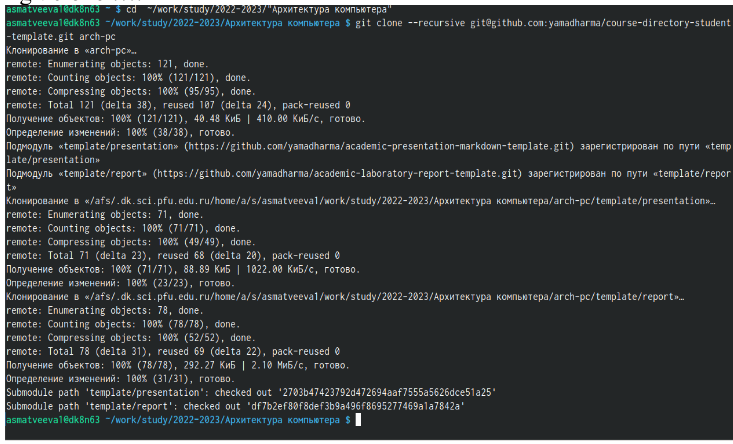 asmatveeva1@dk8n63 ~ $ cd ~/work/study/2022-2023/"Архитектура компьютера"
asmatveeva1@dk8n63 ~/work/study/2022-2023/Архитектура компьютера $ git clone --recursive git@github.com:yamadharma/course-directory-student
-template.git arch-pc
Клонирование в «arch-pc»…
remote: Enumerating objects: 121, done.
remote: Counting objects: 100% (121/121), done.
remote: Compressing objects: 100% (95/95), done.
remote: Total 121 (delta 38), reused 107 (delta 24), pack-reused 0
Получение объектов: 100% (121/121), 40.48 КиБ | 410.00 КиБ/с, готово.
Определение изменений: 100% (38/38), готово.
Подмодуль «template/presentation» (https://github.com/yamadharma/academic-presentation-markdown-template.git) зарегистрирован по пути «temp
late/presentation»
Подмодуль «template/report» (https://github.com/yamadharma/academic-laboratory-report-template.git) зарегистрирован по пути «template/repor
t»
Клонирование в «/afs/.dk.sci.pfu.edu.ru/home/a/s/asmatveeva1/work/study/2022-2023/Архитектура компьютера/arch-pc/template/presentation»…
remote: Enumerating objects: 71, done.
remote: Counting objects: 100% (71/71), done.
remote: Compressing objects: 100% (49/49), done.
remote: Total 71 (delta 23), reused 68 (delta 20), pack-reused 0
Получение объектов: 100% (71/71), 88.89 КиБ | 1022.00 КиБ/с, готово.
Определение изменений: 100% (23/23), готово.
Клонирование в «/afs/.dk.sci.pfu.edu.ru/home/a/s/asmatveeva1/work/study/2022-2023/Архитектура компьютера/arch-pc/template/report»…
remote: Enumerating objects: 78, done.
remote: Counting objects: 100% (78/78), done.
remote: Compressing objects: 100% (52/52), done.
remote: Total 78 (delta 31), reused 69 (delta 22), pack-reused 0
Получение объектов: 100% (78/78), 292.27 КиБ | 2.10 МиБ/с, готово.
Определение изменений: 100% (31/31), готово.
Submodule path 'template/presentation': checked out '2703b47423792d472694aaf7555a5626dce51a25'
Submodule path 'template/report': checked out 'df7b2ef80f8def3b9a496f8695277469a1a7842a'
asmatveeva1@dk8n63 ~/work/study/2022-2023/Архитектура компьютера $